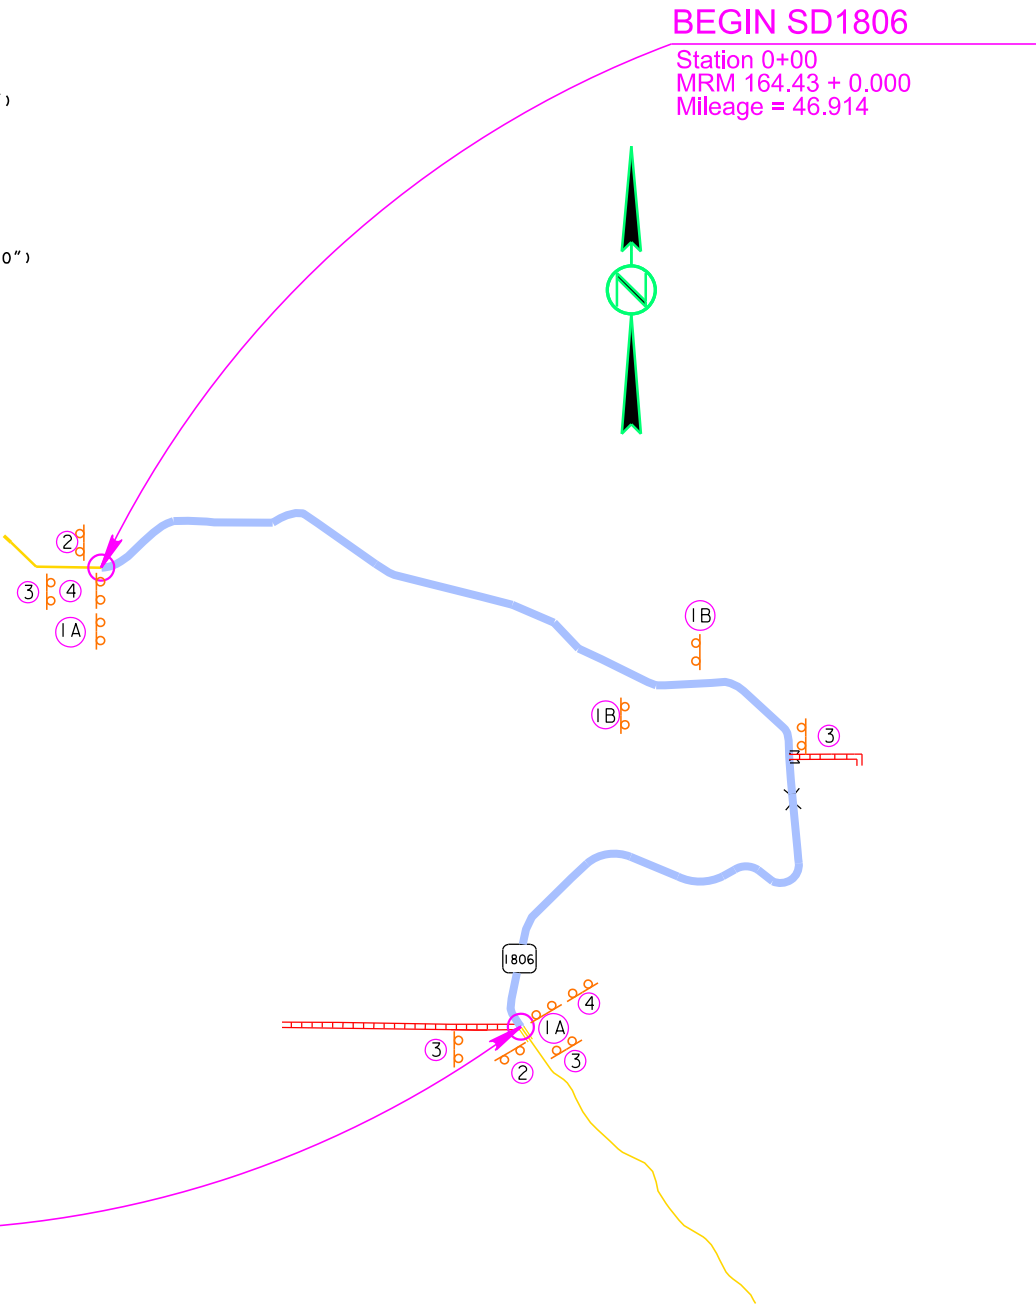 BEGIN SD1806
Station 0+00
MRM 164.43 + 0.000
Mileage = 46.914
")
0")
N
2
3
4
1A
1B
1B
3
1806
4
1A
3
3
2